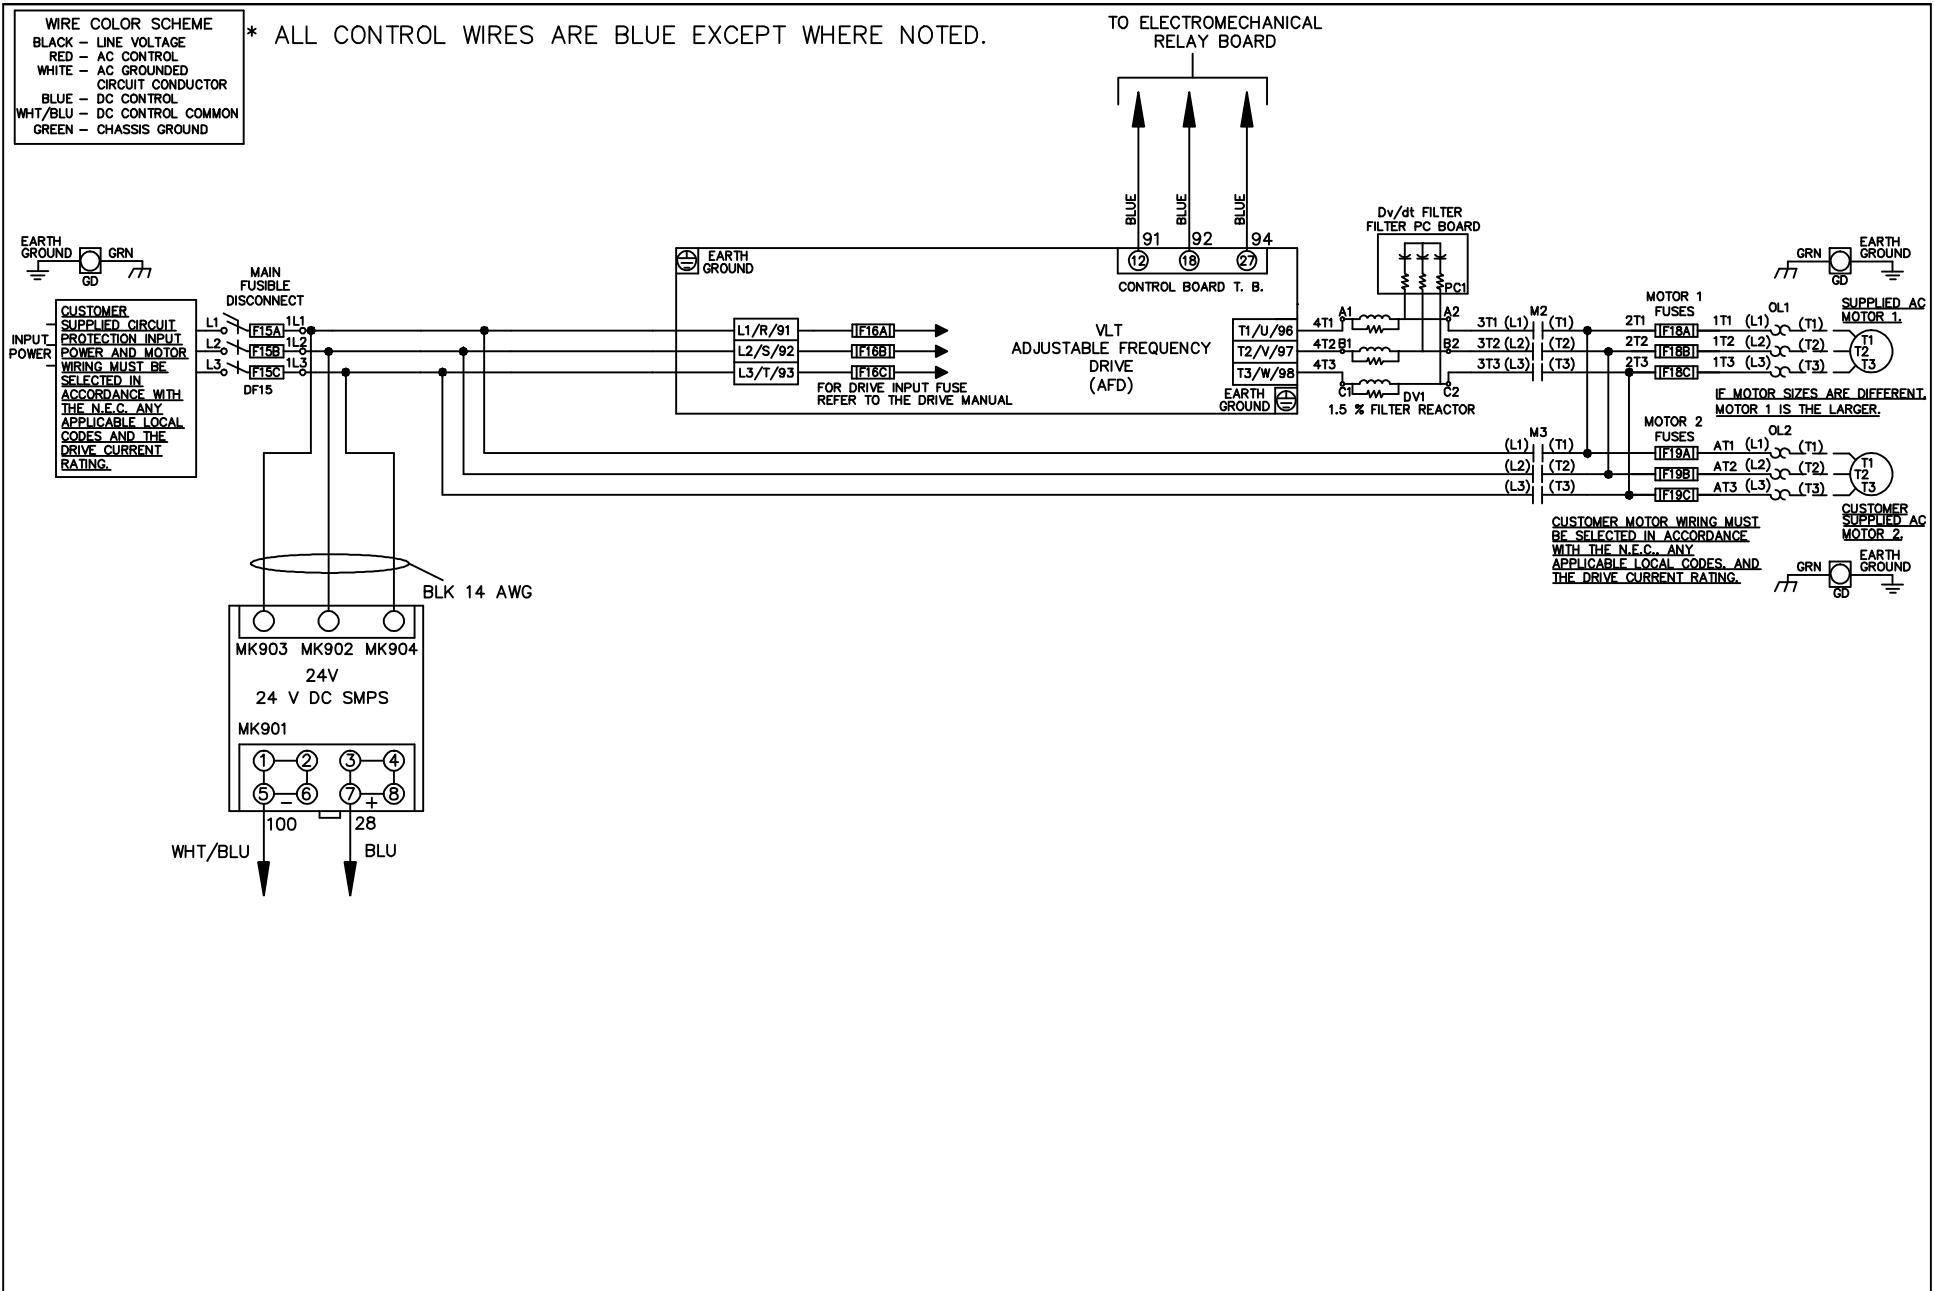 WIRE COLOR SCHEME
BLACK – LINE VOLTAGE
RED – AC CONTROL
WHITE – AC GROUNDED
CIRCUIT CONDUCTOR
BLUE – DC CONTROL
WHT/BLU – DC CONTROL COMMON
GREEN – CHASSIS GROUND
* ALL CONTROL WIRES ARE BLUE EXCEPT WHERE NOTED.
TO ELECTROMECHANICAL
RELAY BOARD
BLUE
BLUE
BLUE
91 92 94
12 18 27
CONTROL BOARD T. B.
EARTH
GROUND
GRN
GD
INPUT
POWER
CUSTOMER
SUPPLIED CIRCUIT
PROTECTION INPUT
POWER AND MOTOR
WIRING MUST BE
SELECTED IN
ACCORDANCE WITH
THE N.E.C. ANY
APPLICABLE LOCAL
CODES AND THE
DRIVE CURRENT
RATING.
MAIN
FUSIBLE
DISCONNECT
L1 F15A 1L1
L2 F15B 1L2
L3 F15C 1L3
DF15
EARTH
GROUND
L1/R/91 F16A
L2/S/92 F16B
L3/T/93 F16C
FOR DRIVE INPUT FUSE
REFER TO THE DRIVE MANUAL
VLT
ADJUSTABLE FREQUENCY
DRIVE
(AFD)
T1/U/96
T2/V/97
T3/W/98
EARTH
GROUND
Dv/dt FILTER
FILTER PC BOARD
PC1
4T1 A1 A2
4T2 B1 B2
4T3
C1 C2
DV1
1.5 % FILTER REACTOR
M2
3T1 (L1) (T1)
3T2 (L2) (T2)
3T3 (L3) (T3)
MOTOR 1
FUSES
2T1 F18A 1T1 (L1) (T1)
2T2 F18B 1T2 (L2) (T2)
2T3 F18C 1T3 (L3) (T3)
OL1
GRN
GD
EARTH
GROUND
SUPPLIED AC
MOTOR 1.
T1
T2
T3
IF MOTOR SIZES ARE DIFFERENT,
MOTOR 1 IS THE LARGER.
M3
(L1) (T1)
(L2) (T2)
(L3) (T3)
MOTOR 2
FUSES
F19A AT1 (L1) (T1)
F19B AT2 (L2) (T2)
F19C AT3 (L3) (T3)
OL2
T1
T2
T3
CUSTOMER
SUPPLIED AC
MOTOR 2.
CUSTOMER MOTOR WIRING MUST
BE SELECTED IN ACCORDANCE
WITH THE N.E.C., ANY
APPLICABLE LOCAL CODES, AND
THE DRIVE CURRENT RATING.
GRN
GD
EARTH
GROUND
BLK 14 AWG
MK903 MK902 MK904
24V
24 V DC SMPS
MK901
1 2 3 4
5 – 6 7 + 8
100 28
WHT/BLU BLU